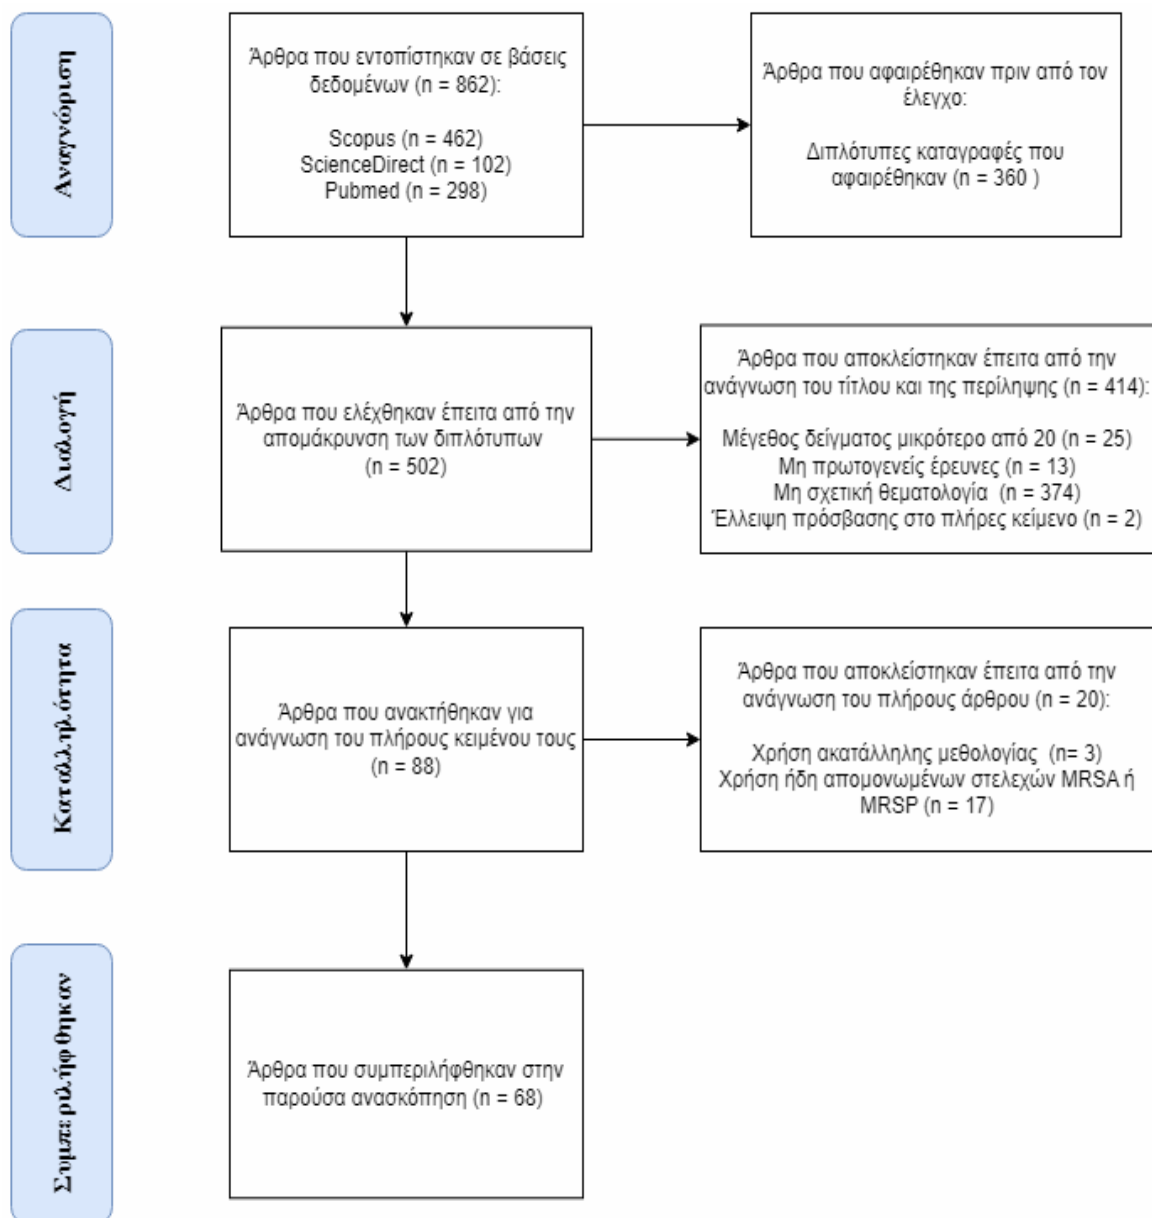 Αναγνώριση
Άρθρα που εντοπίστηκαν σε βάσεις
δεδομένων (n = 862):
Scopus (n = 462)
ScienceDirect (n = 102)
Pubmed (n = 298)
Άρθρα που αφαιρέθηκαν πριν από τον
έλεγχο:
Διπλότυπες καταγραφές που
αφαιρέθηκαν (n = 360 )
Διαλογή
Άρθρα που ελέχθηκαν έπειτα από την
απομάκρυνση των διπλότυπων
(n = 502)
Άρθρα που αποκλείστηκαν έπειτα από την
ανάγνωση του τίτλου και της περίληψης (n = 414):
Μέγεθος δείγματος μικρότερο από 20 (n = 25)
Μη πρωτογενείς έρευνες (n = 13)
Μη σχετική θεματολογία (n = 374)
Έλλειψη πρόσβασης στο πλήρες κείμενο (n = 2)
Καταλληλότητα
Άρθρα που ανακτήθηκαν για
ανάγνωση του πλήρους κειμένου τους
(n = 88)
Άρθρα που αποκλείστηκαν έπειτα από την
ανάγνωση του πλήρους άρθρου (n = 20):
Χρήση ακατάλληλης μεθολογίας (n= 3)
Χρήση ήδη απομονωμένων στελεχών MRSA ή
MRSP (n = 17)
Συμπεριλήφθηκαν
Άρθρα που συμπεριλήφθηκαν στην
παρούσα ανασκόπηση (n = 68)